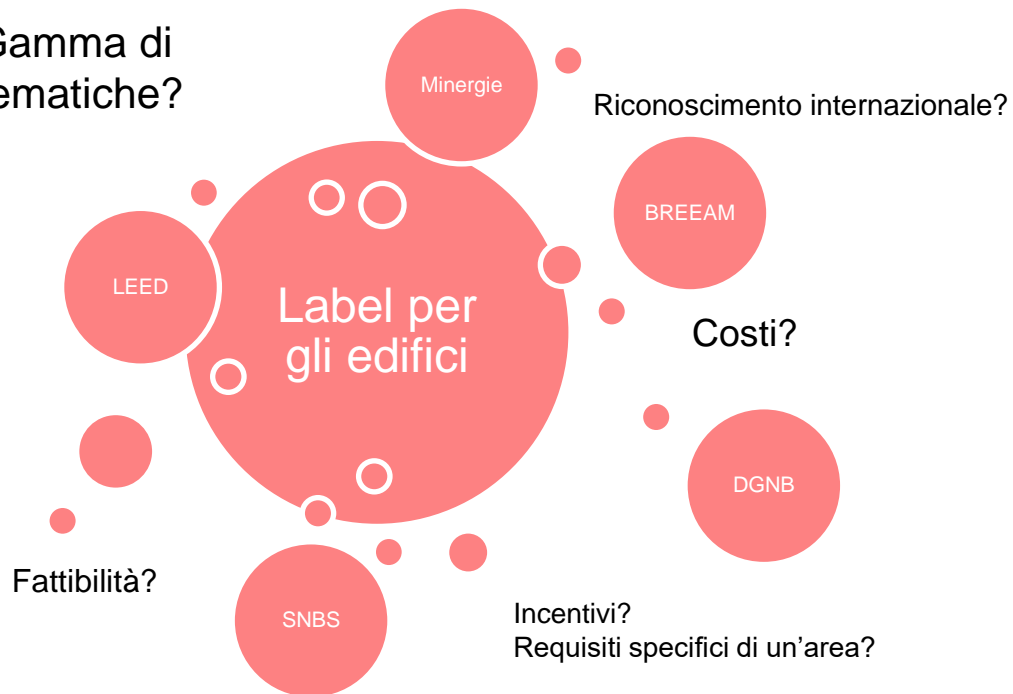 Gamma di
tematiche?
Minergie
Riconoscimento internazionale?
BREEAM
LEED
Label per
gli edifici
Costi?
DGNB
Fattibilità?
SNBS
Incentivi?
Requisiti specifici di un'area?